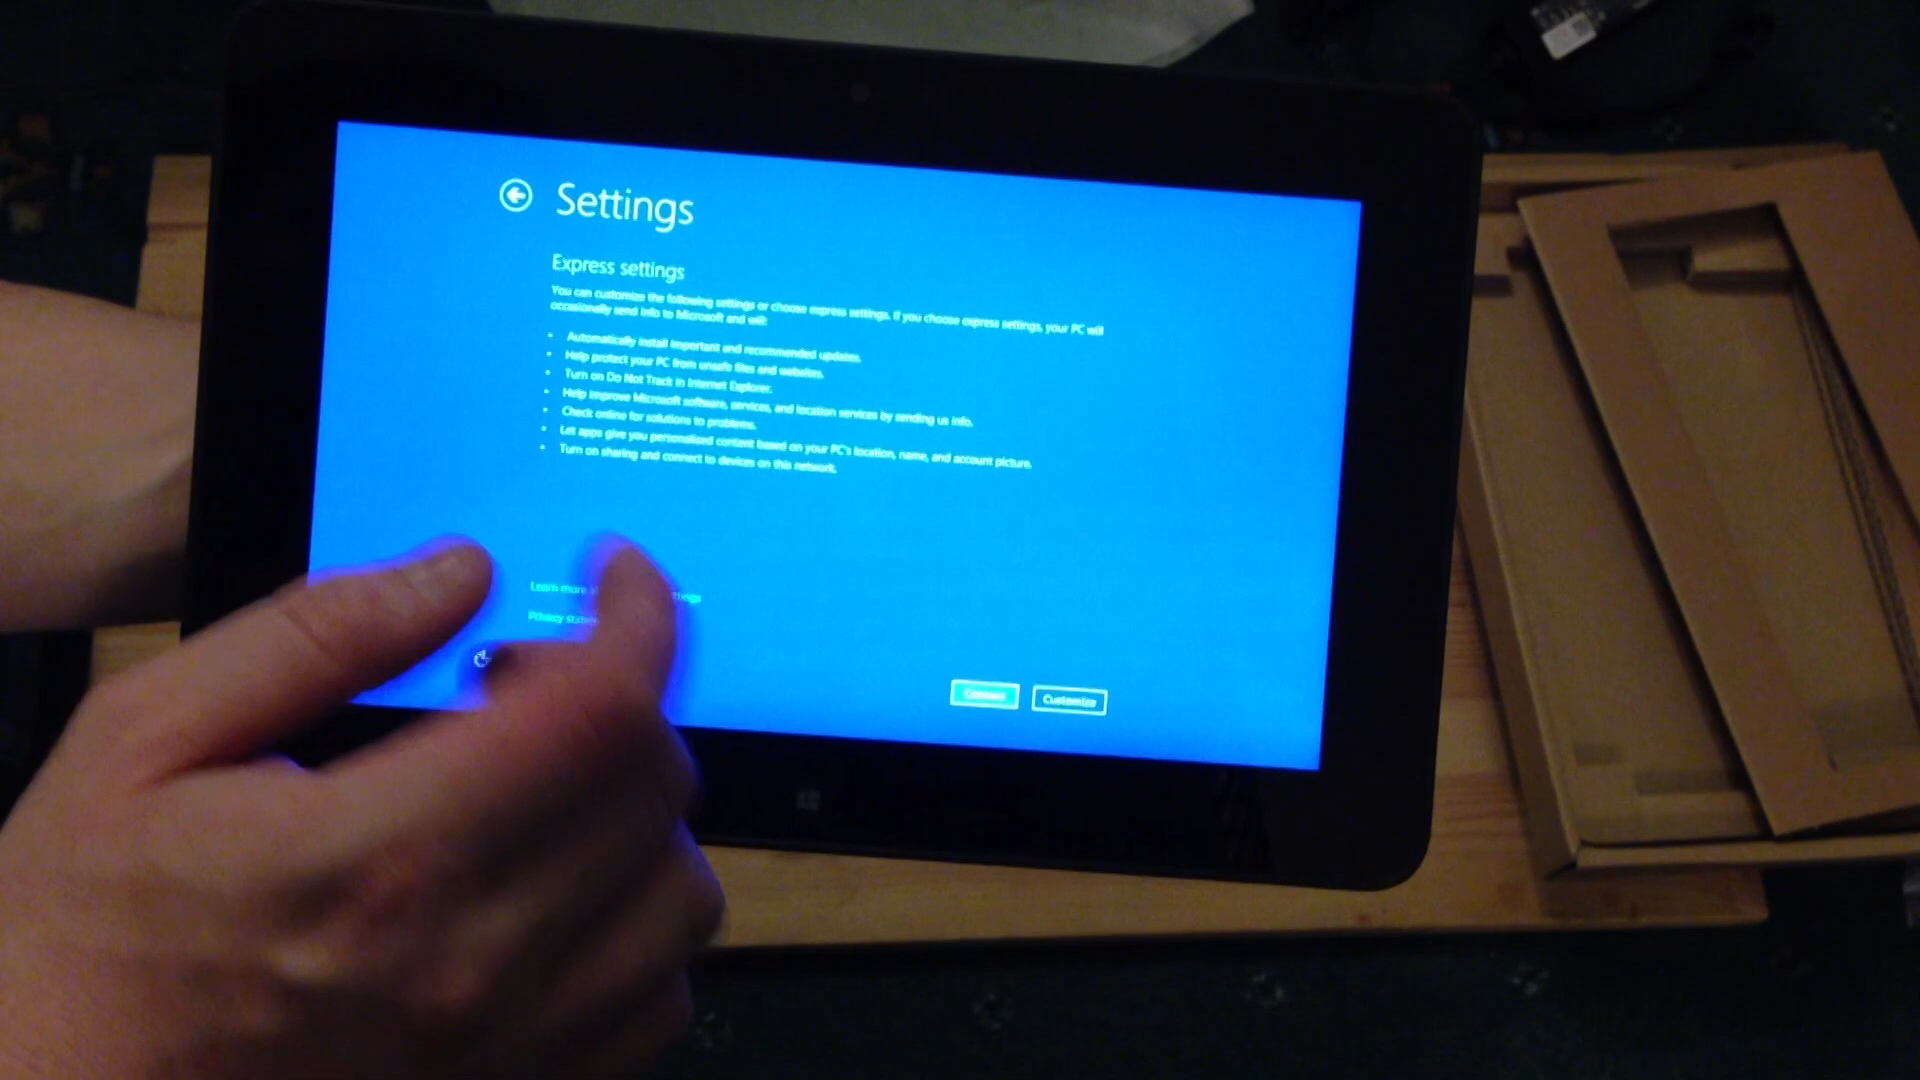 Settings
Express settings
You can customize the following settings or choose express settings. If you choose express settings, your PC will
occasionally send info to Microsoft and will:
• Automatically install important and recommended updates.
• Help protect your PC from unsafe files and websites.
• Turn on Do Not Track in Internet Explorer.
• Help improve Microsoft software, services, and location services by sending us info.
• Check online for solutions to problems.
• Let apps give you personalized content based on your PC's location, name, and account picture.
• Turn on sharing and connect to devices on this network.
Learn more
Privacy
Customize